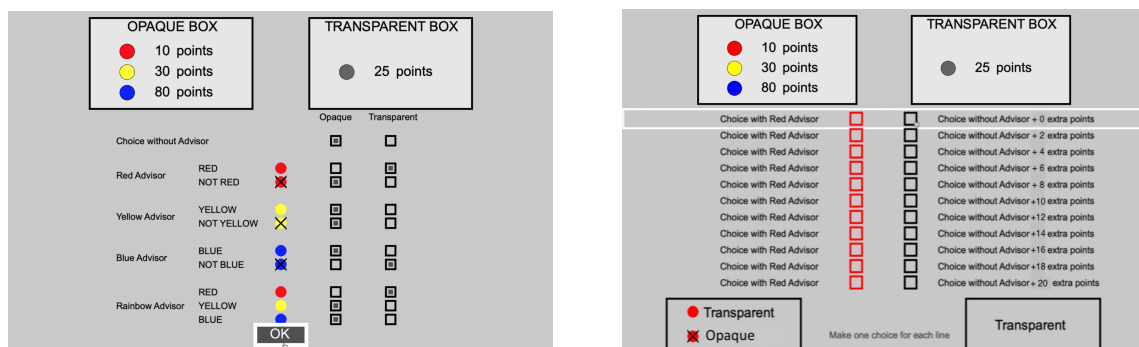 OPAQUE BOX
10 points
30 points
80 points
TRANSPARENT BOX
25 points
Opaque Transparent
Choice without Advisor
Red Advisor
RED
NOT RED
Yellow Advisor
YELLOW
NOT YELLOW
Blue Advisor
BLUE
NOT BLUE
Rainbow Advisor
RED
YELLOW
BLUE
OK
OPAQUE BOX
10 points
30 points
80 points
TRANSPARENT BOX
25 points
Choice with Red Advisor Choice without Advisor + 0 extra points
Choice with Red Advisor Choice without Advisor + 2 extra points
Choice with Red Advisor Choice without Advisor + 4 extra points
Choice with Red Advisor Choice without Advisor + 6 extra points
Choice with Red Advisor Choice without Advisor + 8 extra points
Choice with Red Advisor Choice without Advisor +10 extra points
Choice with Red Advisor Choice without Advisor +12 extra points
Choice with Red Advisor Choice without Advisor +14 extra points
Choice with Red Advisor Choice without Advisor +16 extra points
Choice with Red Advisor Choice without Advisor +18 extra points
Choice with Red Advisor Choice without Advisor + 20 extra points
Transparent
Opaque
Make one choice for each line
Transparent